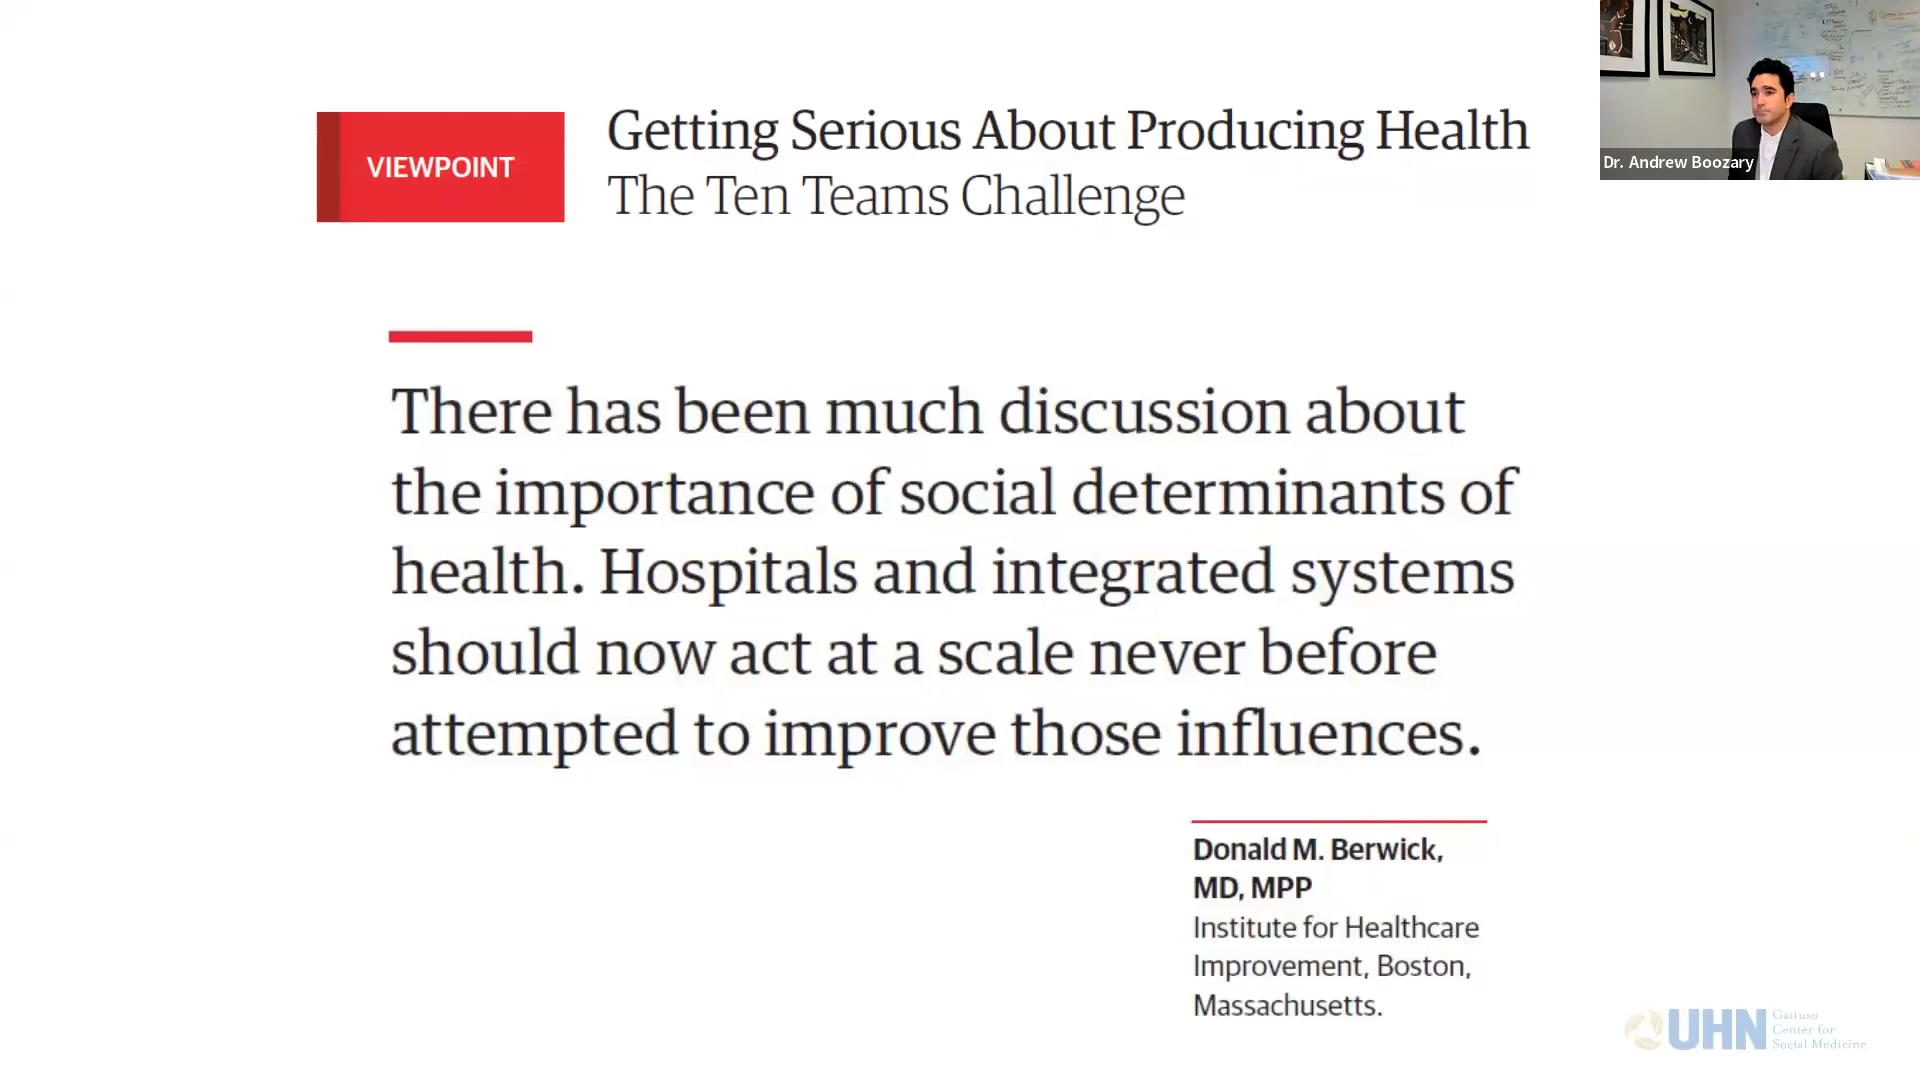 VIEWPOINT
Getting Serious About Producing Health
The Ten Teams Challenge
Dr. Andrew Boozary
There has been much discussion about
the importance of social determinants of
health. Hospitals and integrated systems
should now act at a scale never before
attempted to improve those influences.
Donald M. Berwick,
MD, MPP
Institute for Healthcare
Improvement, Boston,
Massachusetts.
UHN
Gattuso
Center for
Social Medicine